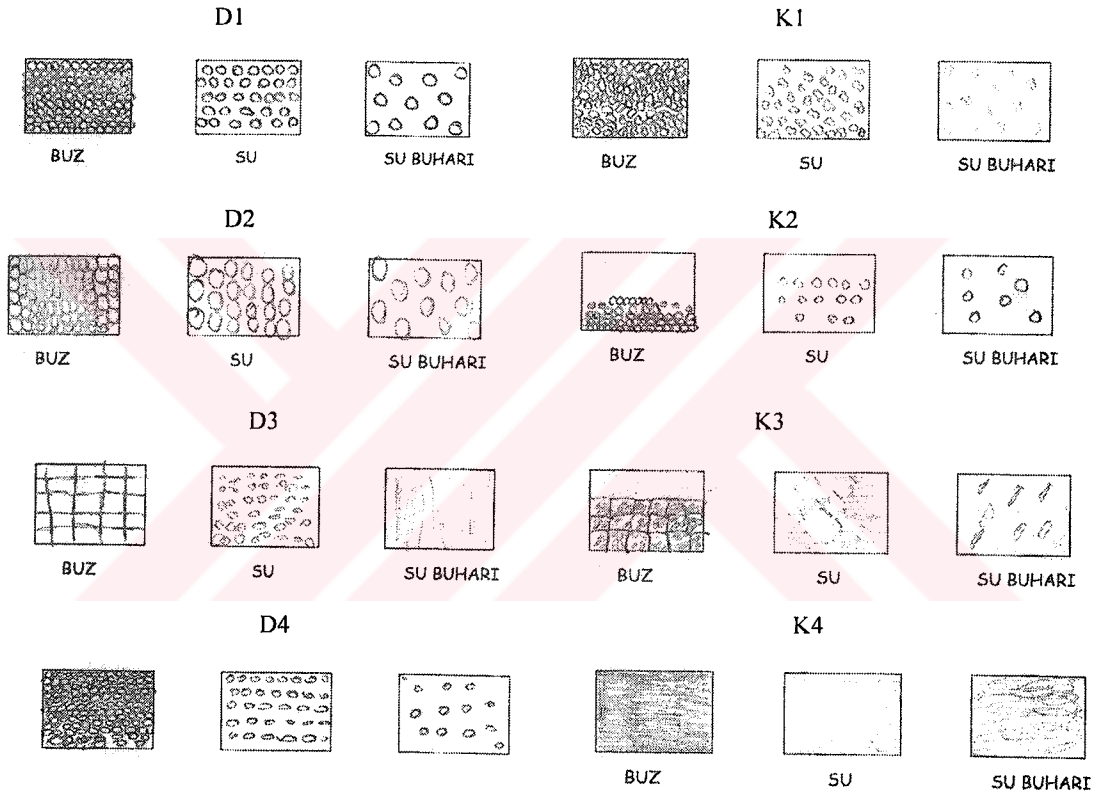 D1 K1
BUZ SU SU BUHARI BUZ SU SU BUHARI
D2 K2
BUZ SU SU BUHARI BUZ SU SU BUHARI
D3 K3
BUZ SU SU BUHARI BUZ SU SU BUHARI
D4 K4
BUZ SU SU BUHARI